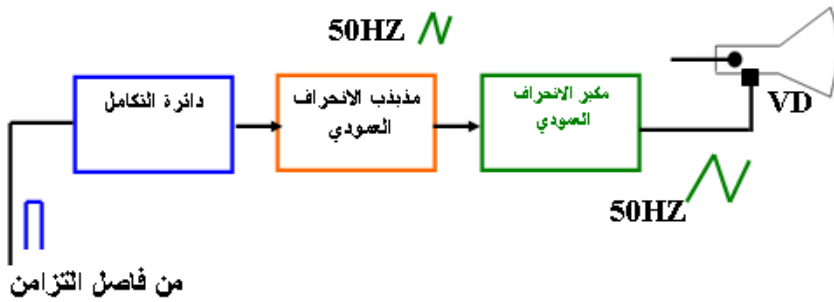 50HZ
دائرة التكامل
مذبذب الانحراف
العمودي
مكبر الانحراف
العمودي
VD
50HZ
من فاصل التزامن